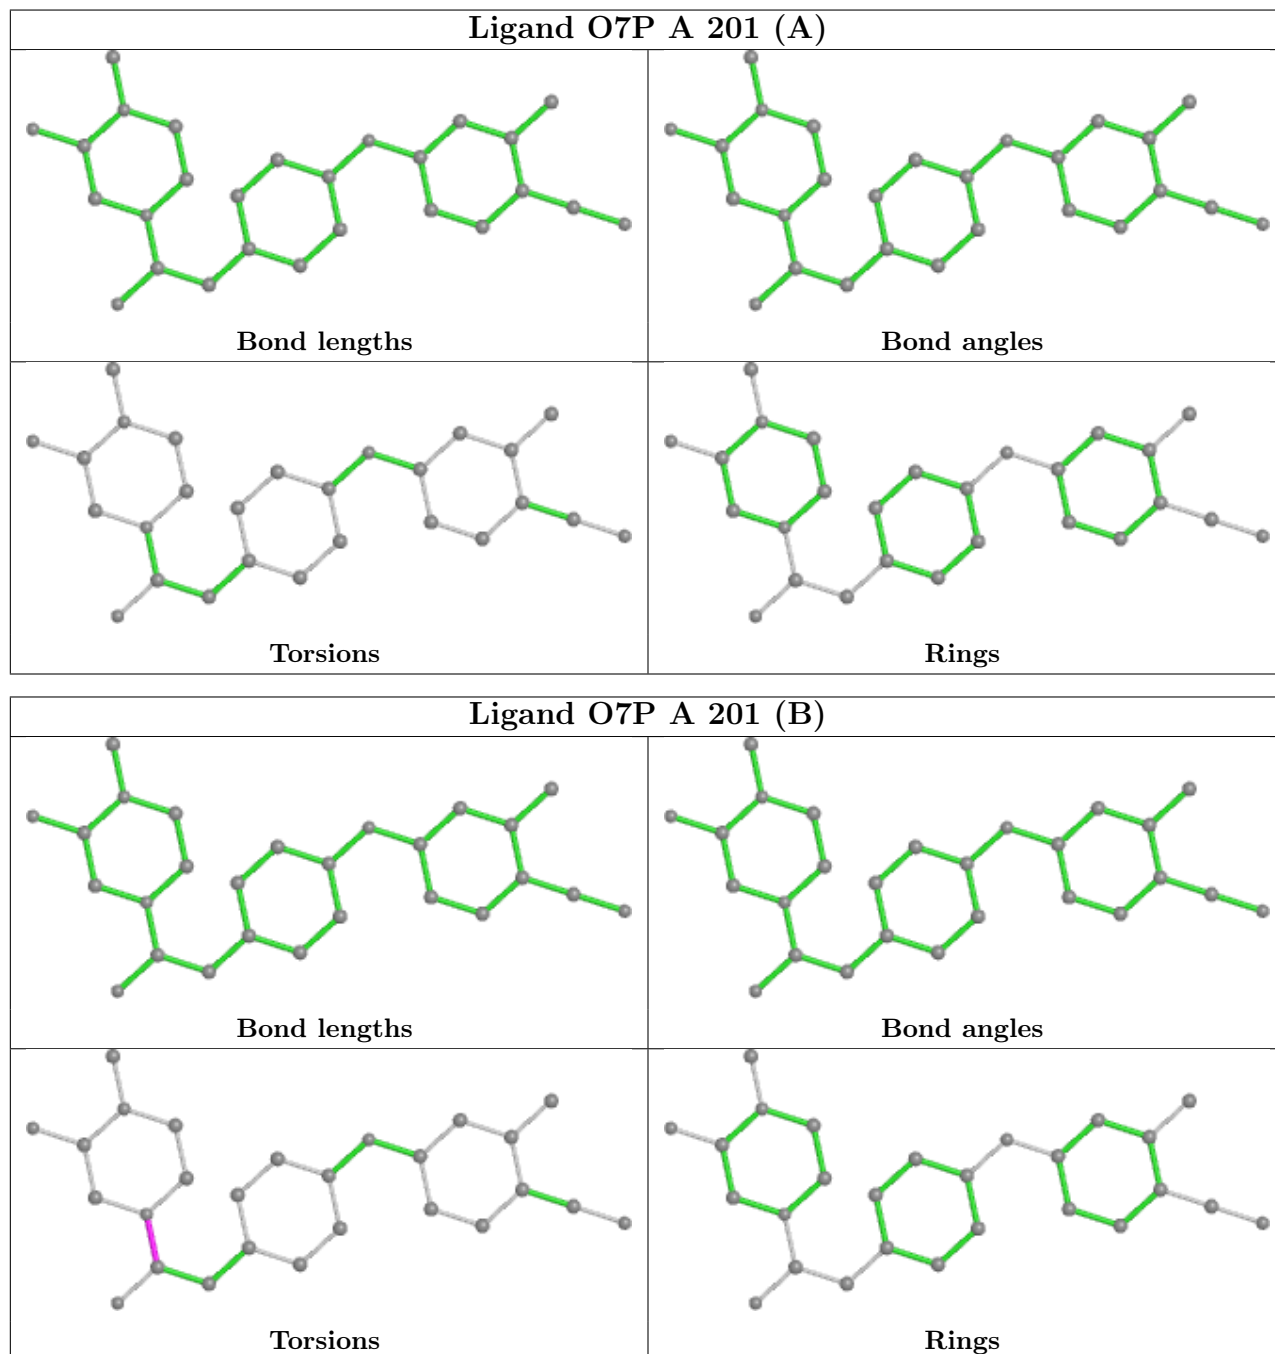 Ligand O7P A 201 (A)
Bond lengths
Bond angles
Torsions
Rings
Ligand O7P A 201 (B)
Bond lengths
Bond angles
Torsions
Rings